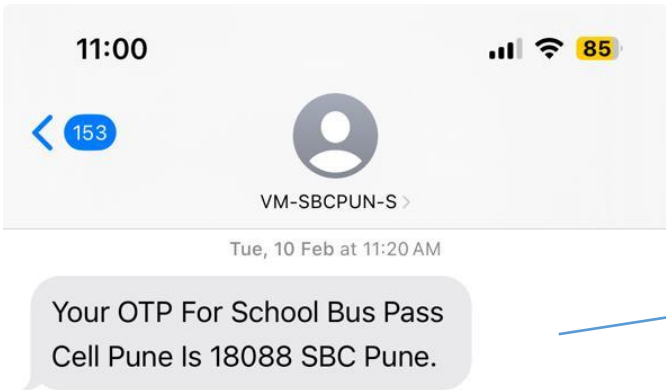 11:00
85
153
VM-SBCPUN-S >
Tue, 10 Feb at 11:20 AM
Your OTP For School Bus Pass
Cell Pune Is 18088 SBC Pune.